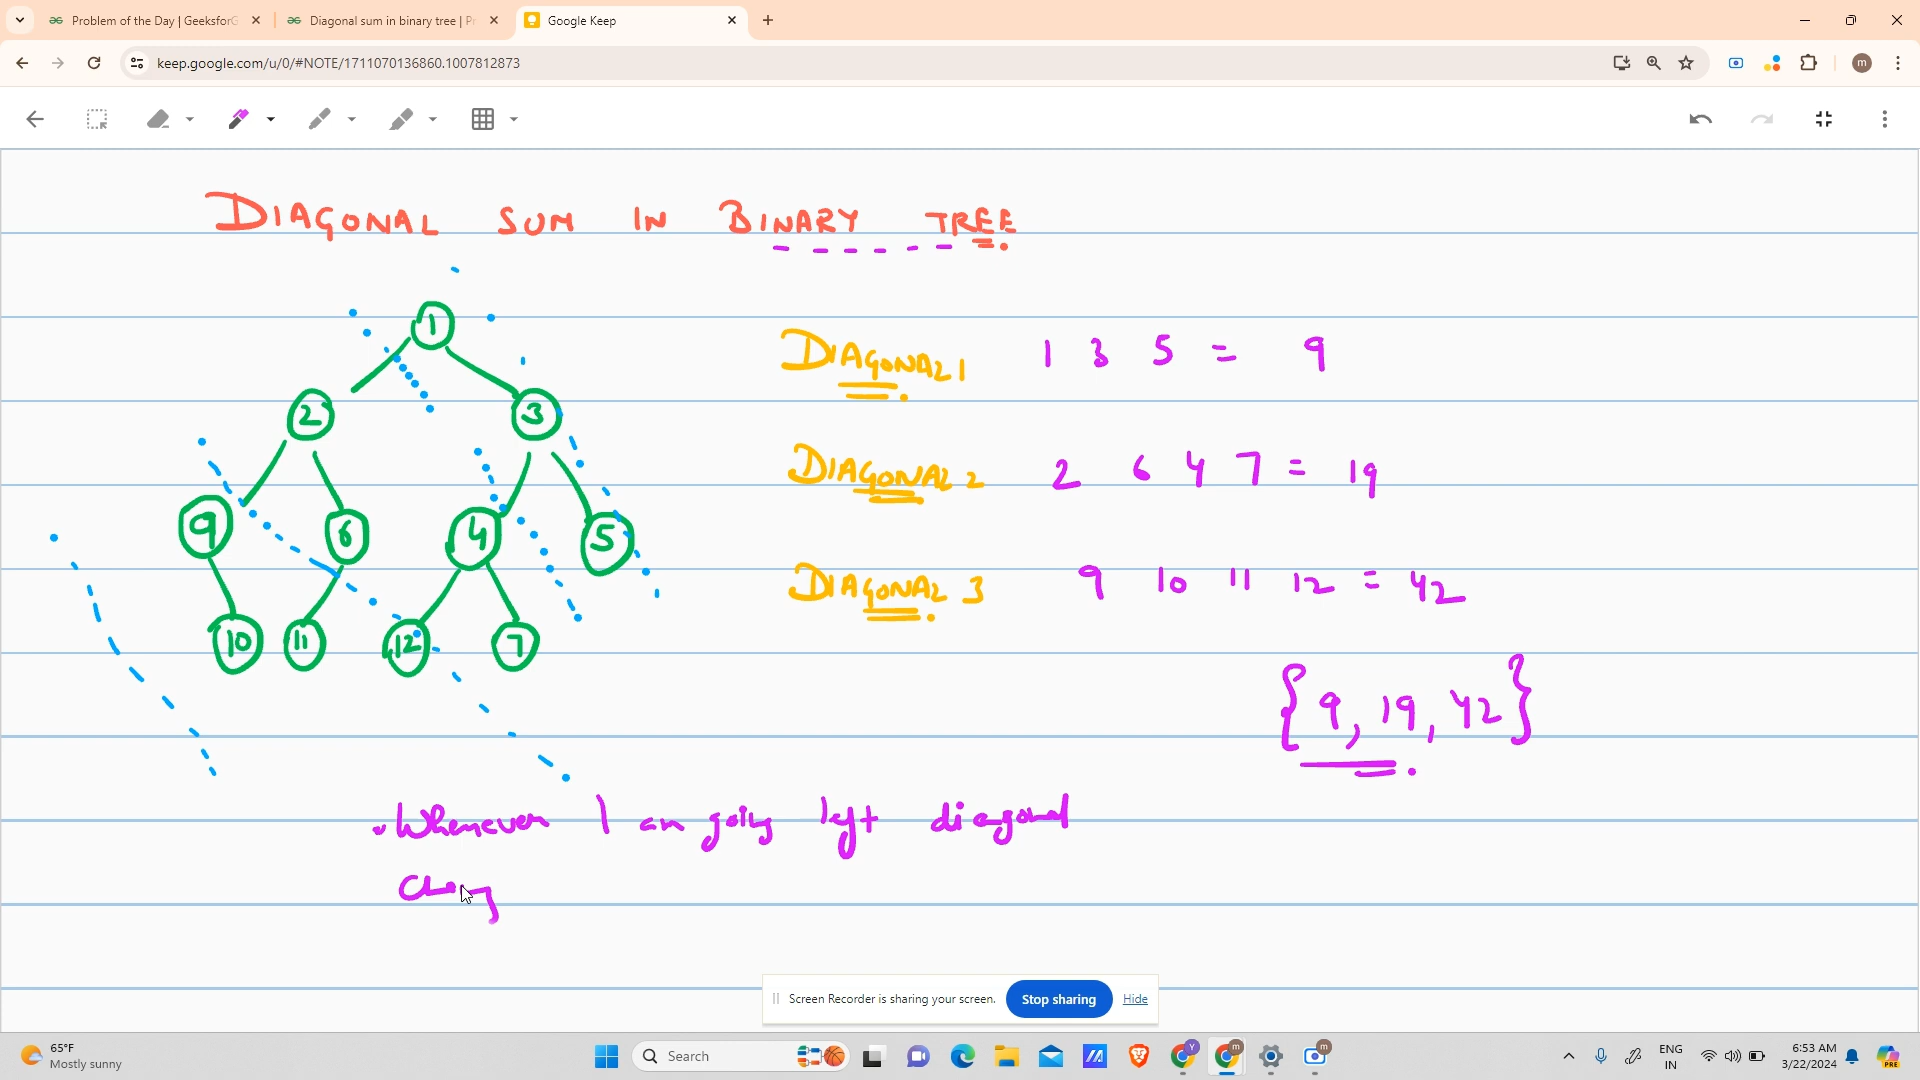 Problem of the Day | GeeksforG
Diagonal sum in binary tree | Pr
Google Keep
keep.google.com/u/0/#NOTE/1711070136860.1007812873
m
DIAGONAL SUM IN BINARY TREE
1
2 3
9 6 4 5
10 11 12 7
DIAGONAL 1 1 3 5 = 9
DIAGONAL 2 2 6 4 7 = 19
DIAGONAL 3 9 10 11 12 = 42
{9, 19, 42}
Whenever I am going left diagonal
Chang
Screen Recorder is sharing your screen.
Stop sharing
Hide
65°F
Mostly sunny
Search
Y
m
m
PRE
ENG
IN
6:53 AM
3/22/2024